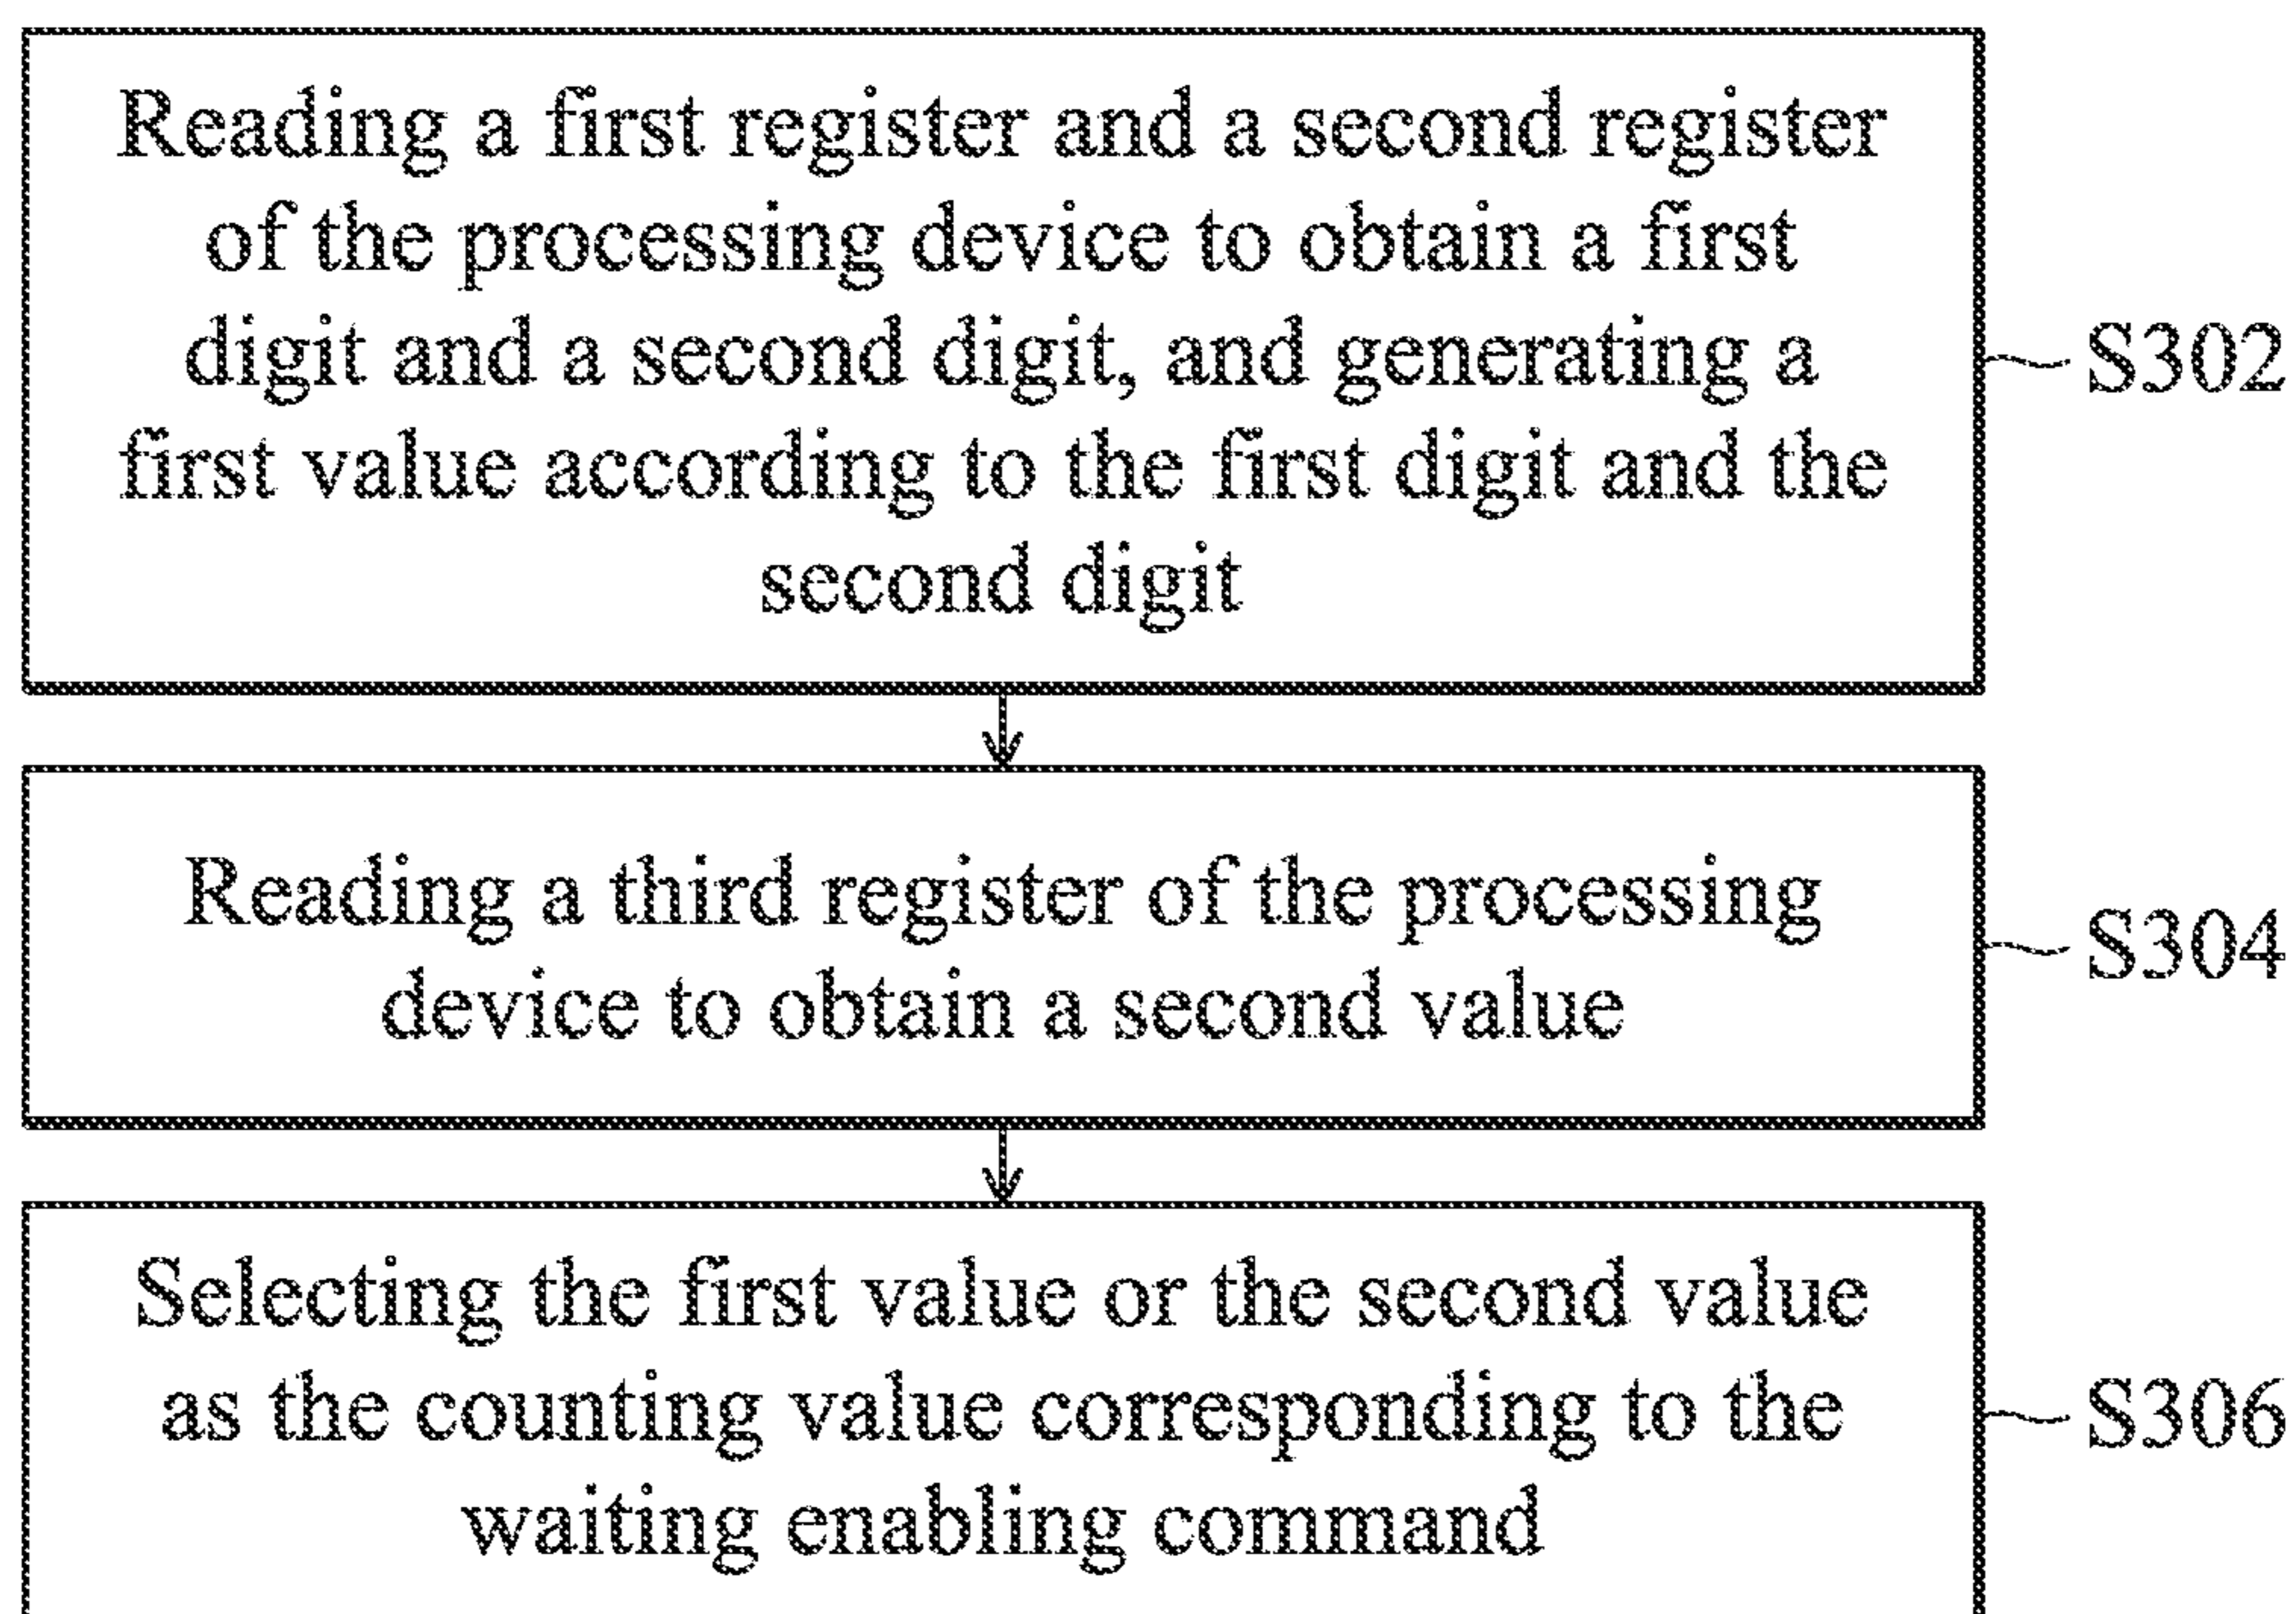 Reading a first register and a second register
of the processing device to obtain a first
digit and a second digit, and generating a
first value according to the first digit and the
second digit
S302
Reading a third register of the processing
device to obtain a second value
S304
Selecting the first value or the second value
as the counting value corresponding to the
waiting enabling command
S306